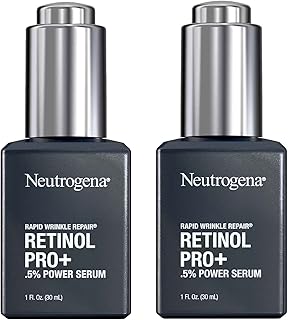 Neutrogena®
RAPID WRINKLE REPAIR®
RETINOL
PRO+
.5% POWER SERUM
1 Fl. Oz. (30 mL)
Neutrogena®
RAPID WRINKLE REPAIR®
RETINOL
PRO+
.5% POWER SERUM
1 Fl. Oz. (30 mL)